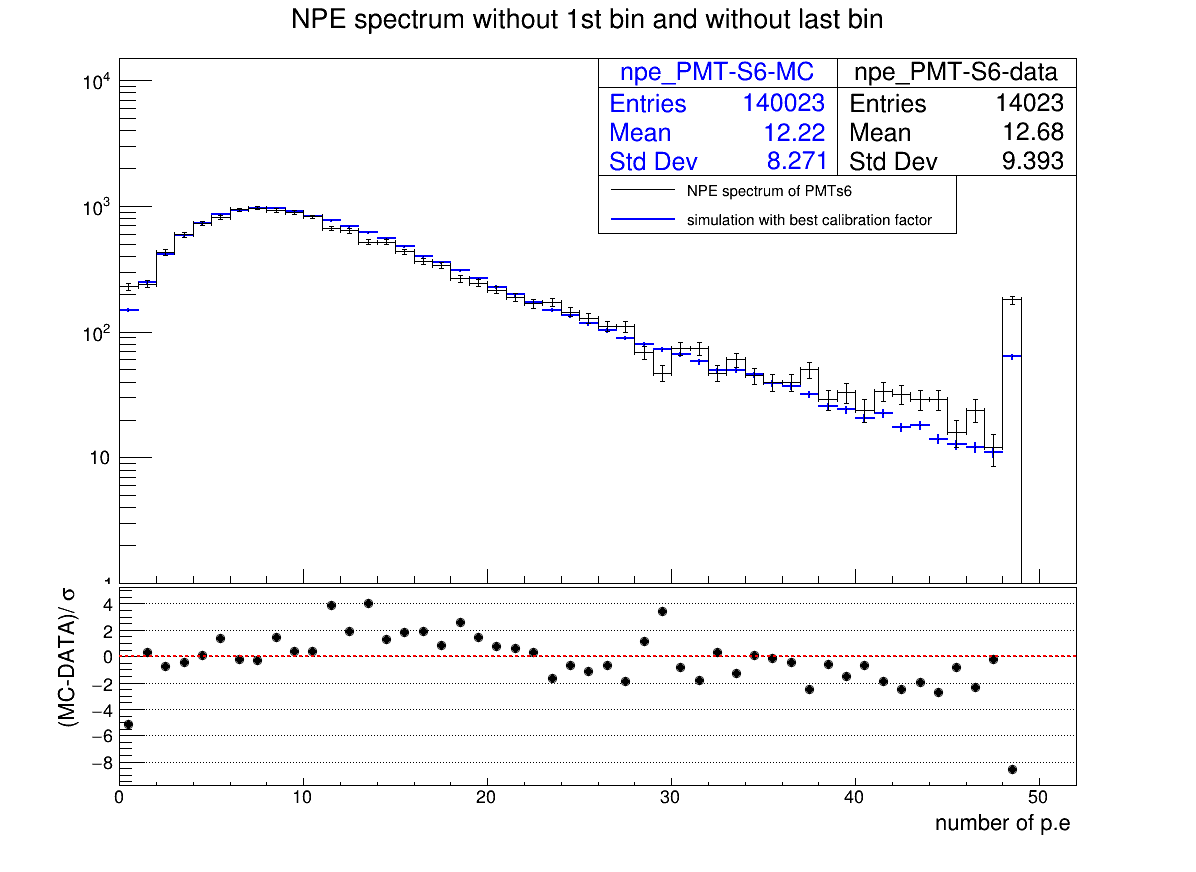 NPE spectrum without 1st bin and without last bin
npe_PMT-S6-MC
Entries 140023
Mean 12.22
Std Dev 8.271
npe_PMT-S6-data
Entries 14023
Mean 12.68
Std Dev 9.393
NPE spectrum of PMTs6
simulation with best calibration factor
10⁴
10³
10²
10
1
(MC-DATA)/ σ
4
2
0
−2
−4
−6
−8
0 10 20 30 40 50
number of p.e